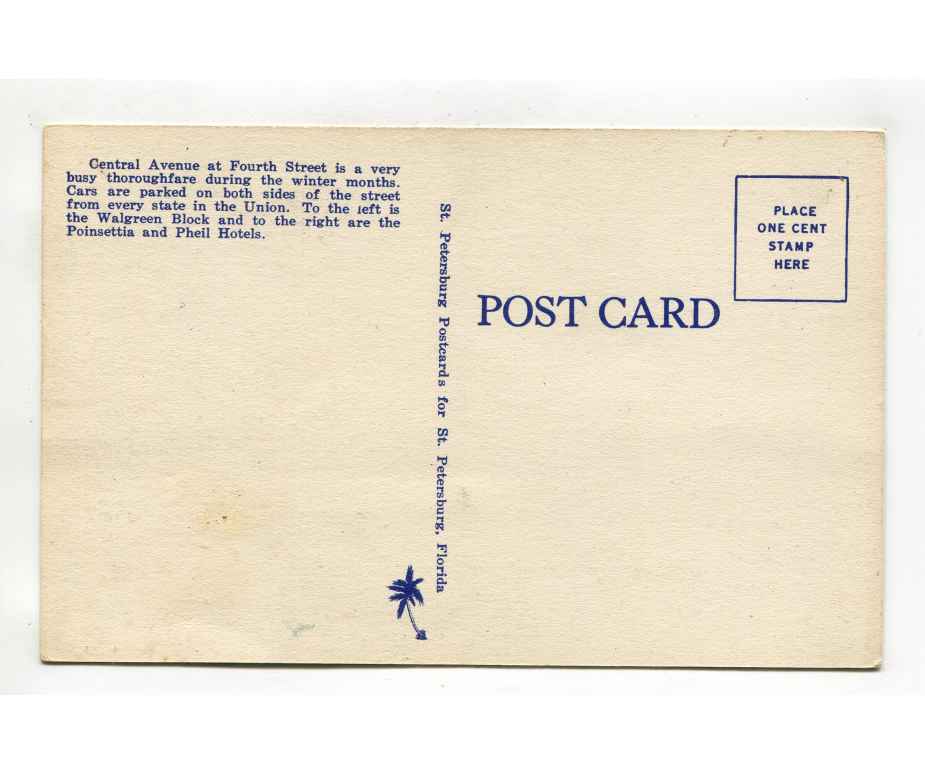 Central Avenue at Fourth Street is a very
busy thoroughfare during the winter months.
Cars are parked on both sides of the street
from every state in the Union. To the left is
the Walgreen Block and to the right are the
Poinsettia and Pheil Hotels.
St. Petersburg Postcards for St. Petersburg, Florida
POST CARD
PLACE
ONE CENT
STAMP
HERE